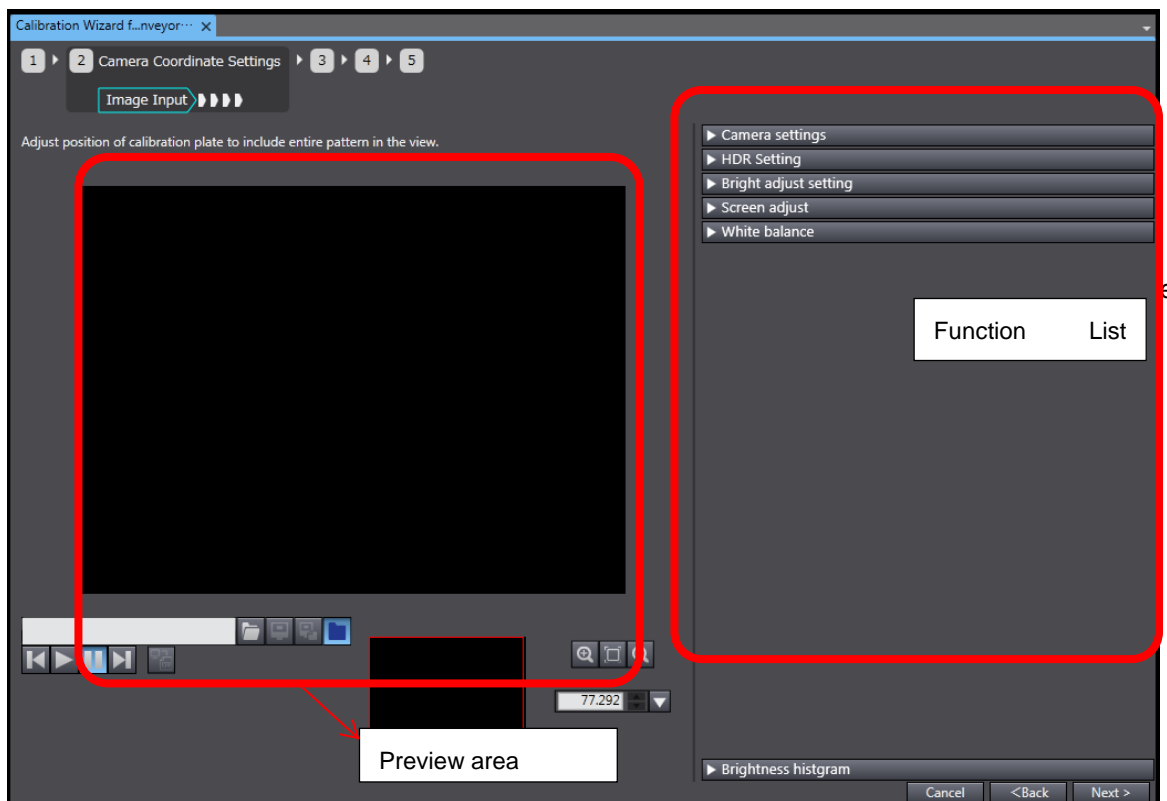 Calibration Wizard f...nveyor···
1 2 Camera Coordinate Settings 3 4 5
Image Input
Adjust position of calibration plate to include entire pattern in the view.
Camera settings
HDR Setting
Bright adjust setting
Screen adjust
White balance
e
Function List
77.292
Preview area
Brightness histgram
Cancel <Back Next >